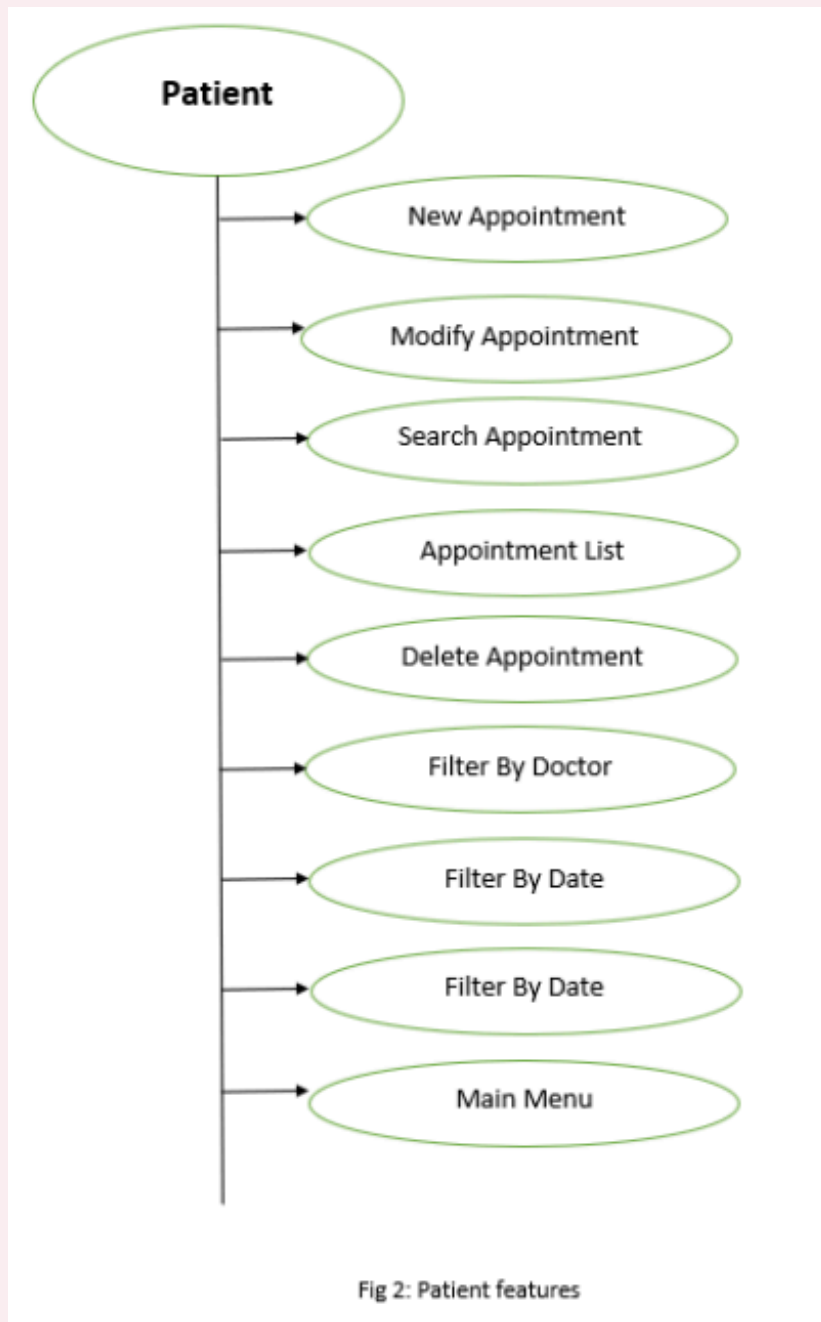 Patient
New Appointment
Modify Appointment
Search Appointment
Appointment List
Delete Appointment
Filter By Doctor
Filter By Date
Filter By Date
Main Menu
Fig 2: Patient features